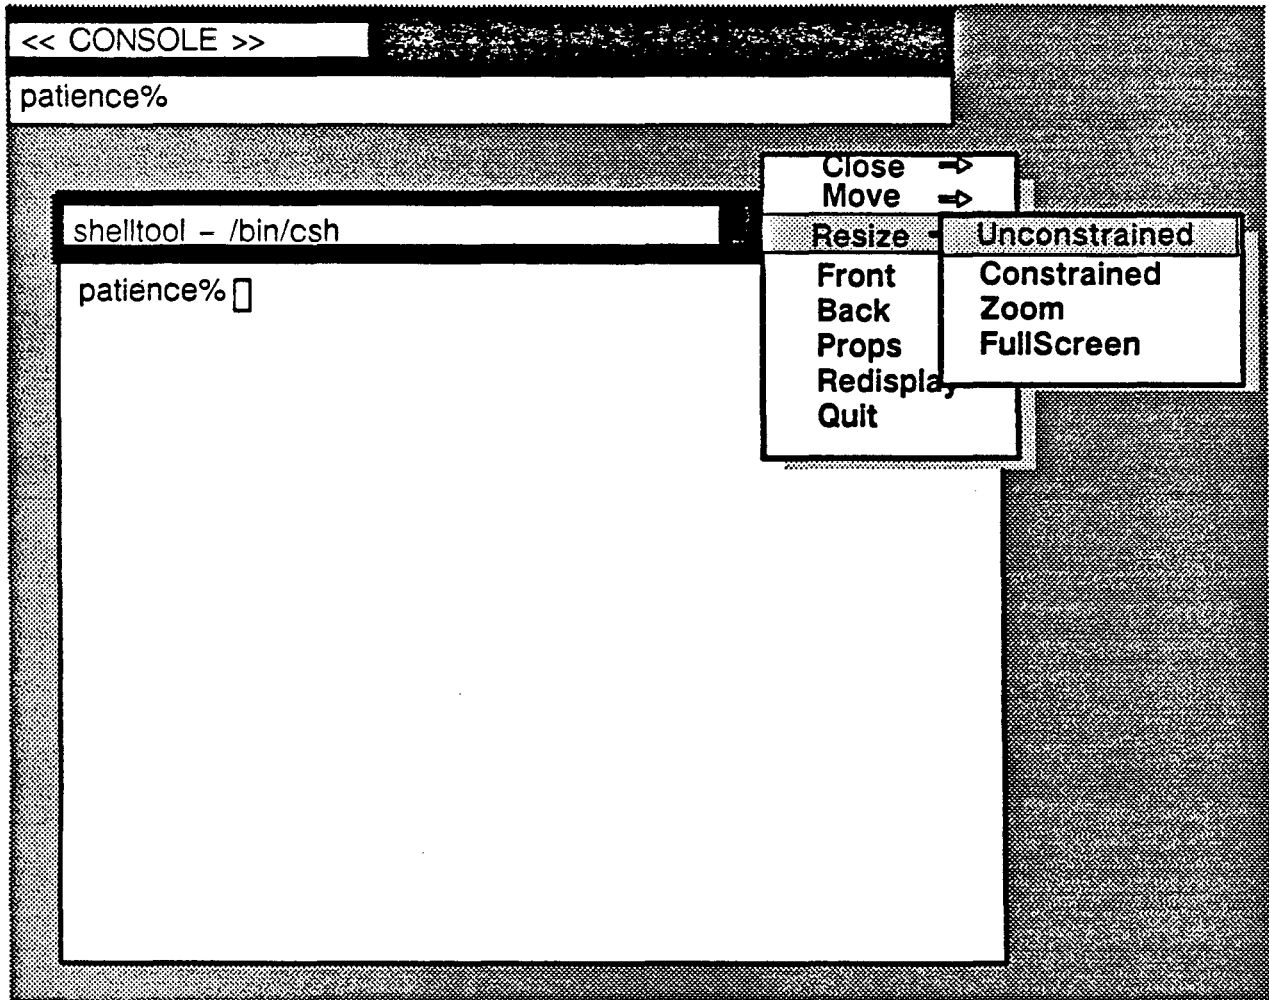 << CONSOLE >>
patience%
shelltool – /bin/csh
patience%
Close ⇒
Move ⇒
Resize
Front
Back
Props
Redisplay
Quit
Unconstrained
Constrained
Zoom
FullScreen